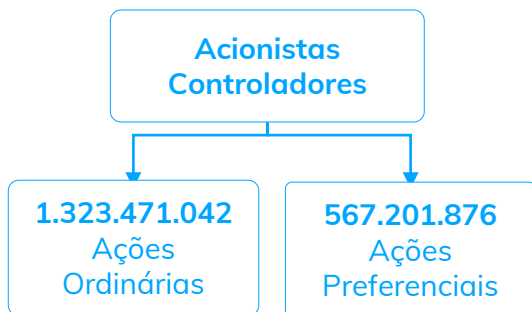 Acionistas
Controladores
1.323.471.042
Ações
Ordinárias
567.201.876
Ações
Preferenciais